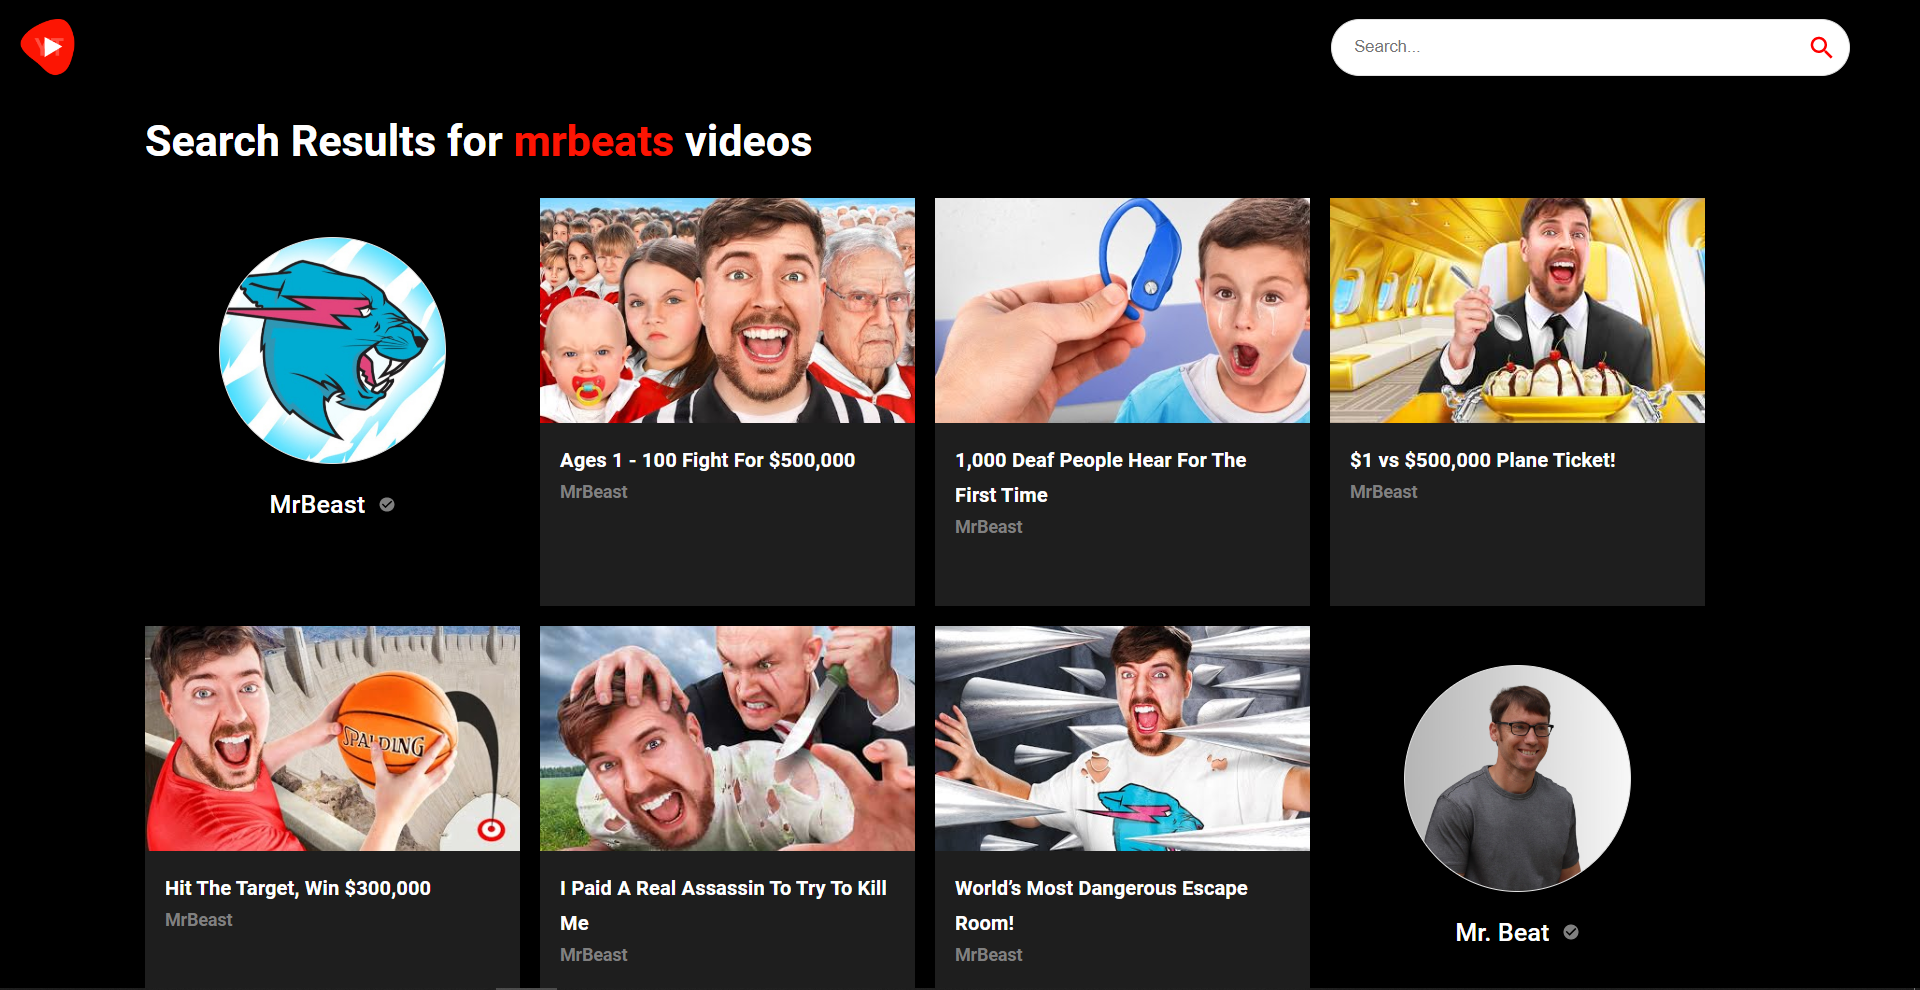 YT
Search...
Search Results for mrbeats videos
MrBeast
Ages 1 - 100 Fight For $500,000
MrBeast
1,000 Deaf People Hear For The
First Time
MrBeast
$1 vs $500,000 Plane Ticket!
MrBeast
SPALDING
Hit The Target, Win $300,000
MrBeast
I Paid A Real Assassin To Try To Kill
Me
MrBeast
World’s Most Dangerous Escape
Room!
MrBeast
Mr. Beat